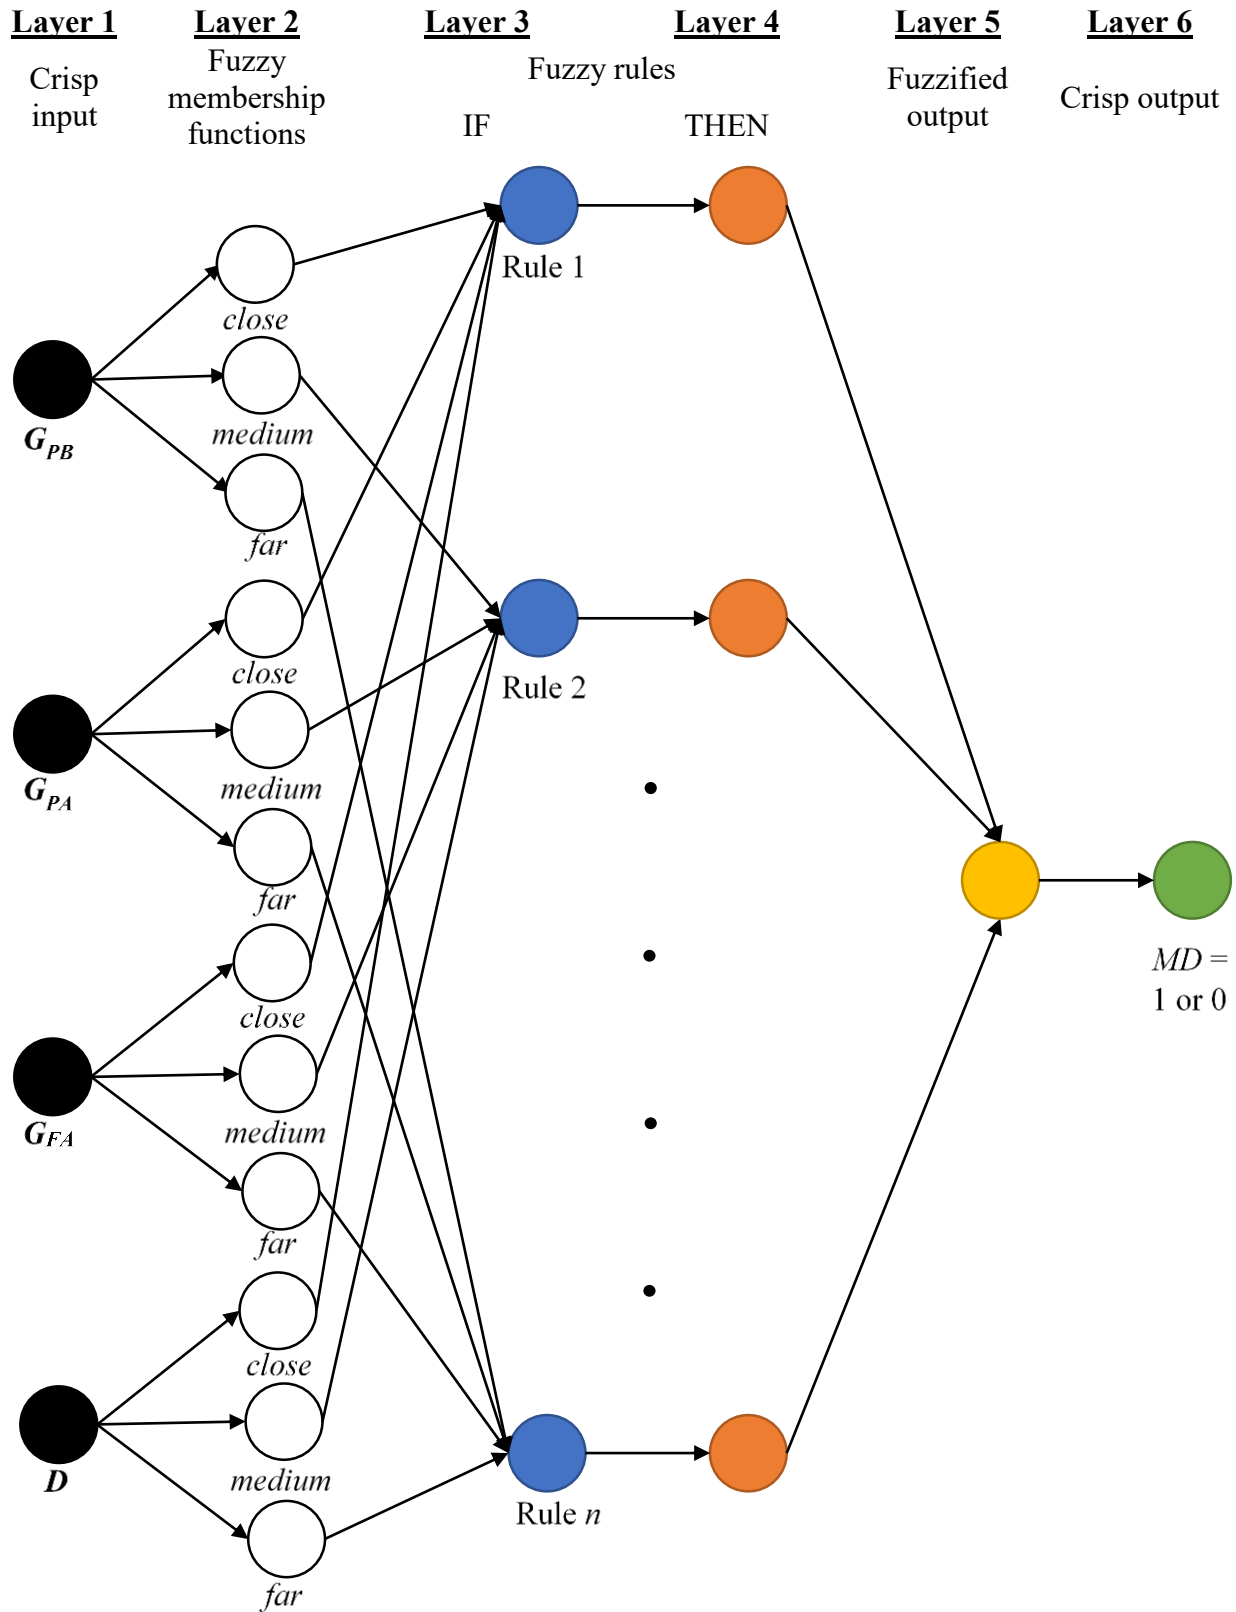 Layer 1 Layer 2 Layer 3 Layer 4 Layer 5 Layer 6
Crisp
input
Fuzzy
membership
functions
Fuzzy rules
IF THEN
Fuzzified
output
Crisp output
close
medium
far
G_PB
close
medium
far
G_PA
close
medium
far
G_FA
close
medium
far
D
Rule 1
Rule 2
Rule n
MD =
1 or 0